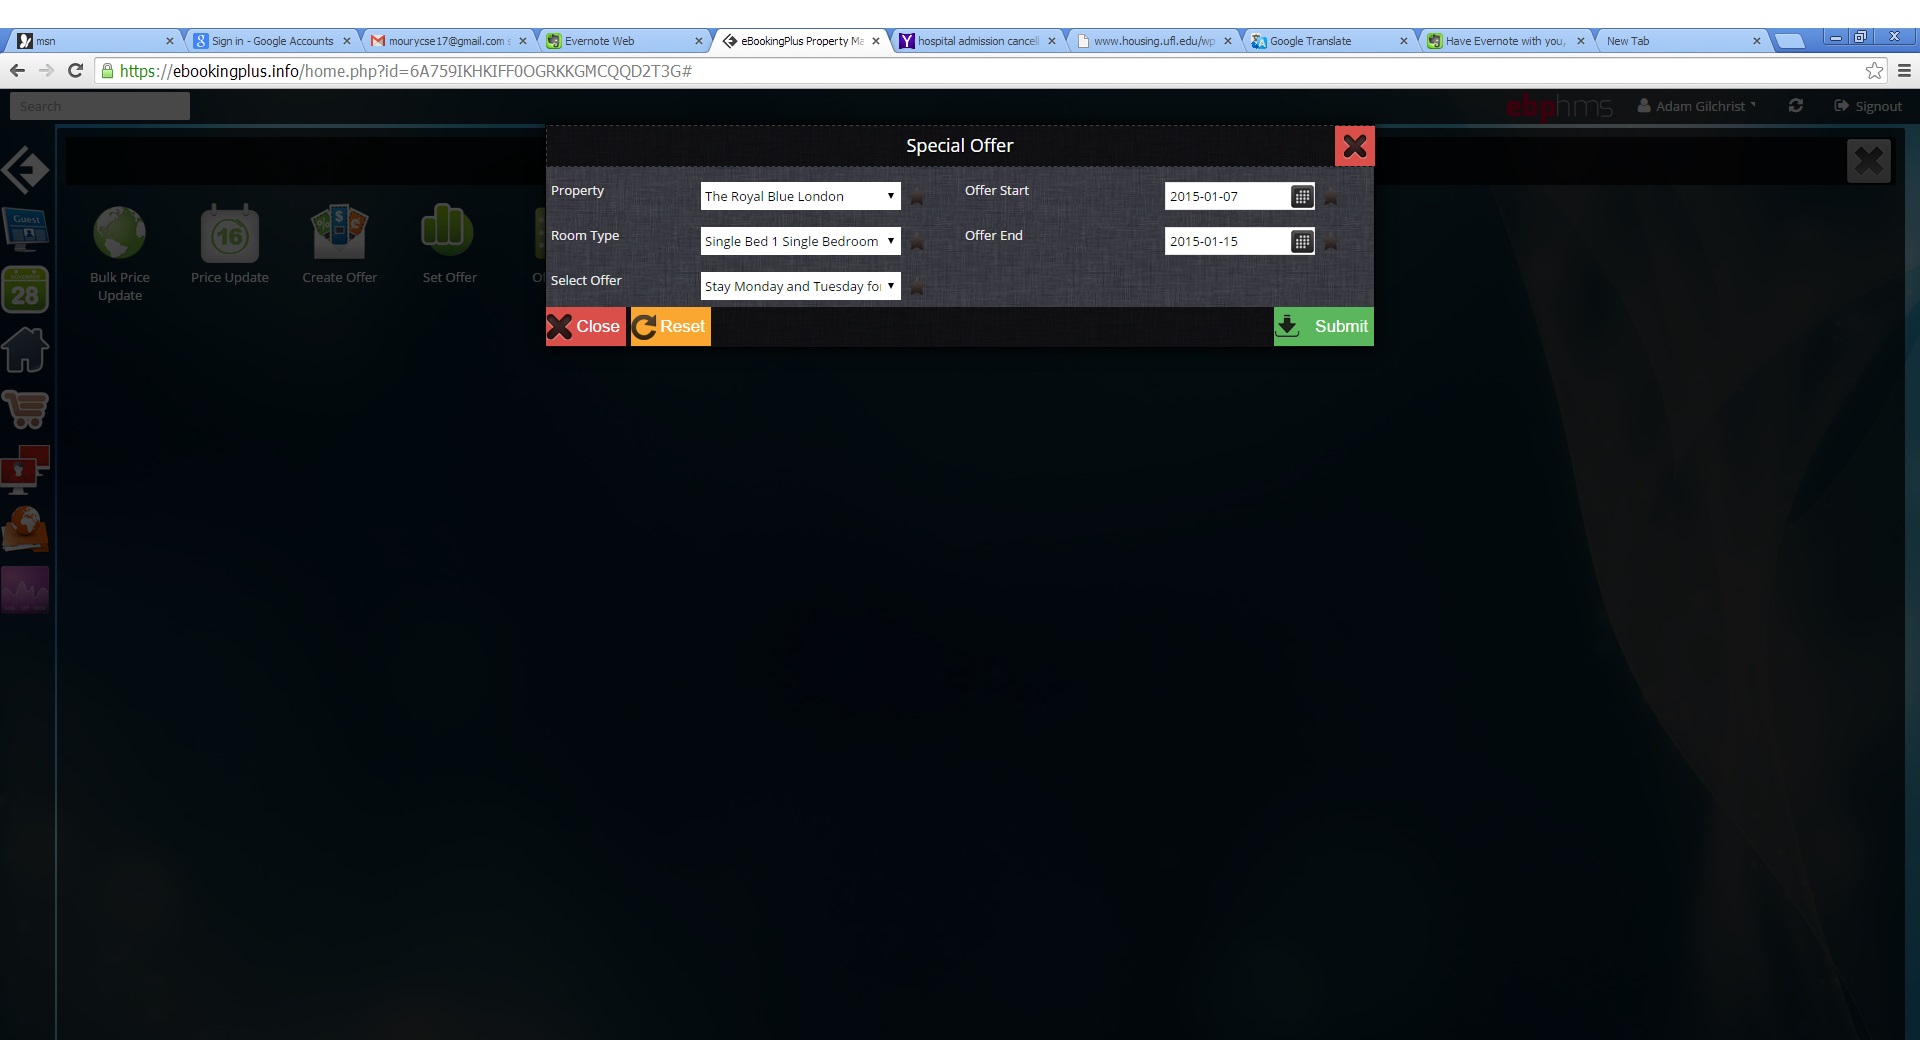 msn
Sign in - Google Accounts
mourycse17@gmail.com
Evernote Web
eBookingPlus Property Ma
hospital admission cancell
www.housing.ufl.edu/wp
Google Translate
Have Evernote with you,
New Tab
https://ebookingplus.info/home.php?id=6A759IKHKIFF0OGRKKGMCQQD2T3G#
Search
ebphms
Adam Gilchrist
Signout
Special Offer
Property
The Royal Blue London
Offer Start
2015-01-07
Room Type
Single Bed 1 Single Bedroom
Offer End
2015-01-15
Select Offer
Stay Monday and Tuesday for
Close
Reset
Submit
Guest
16
Bulk Price
Update
Price Update
Create Offer
Set Offer
Of
NOVEMBER
28